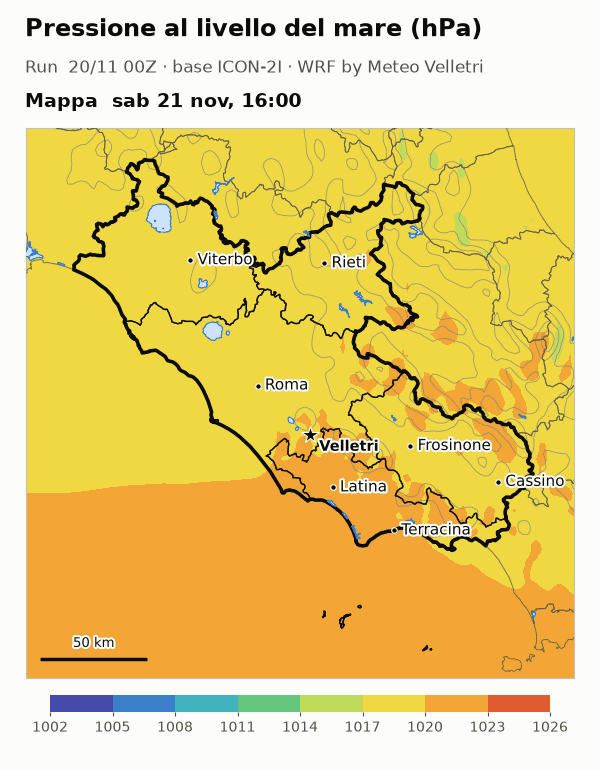 Pressione al livello del mare (hPa)
Run  20/11 00Z · base ICON-2I · WRF by Meteo Velletri
Mappa  sab 21 nov, 16:00
Viterbo
Rieti
Roma
Velletri
Frosinone
Cassino
Latina
Terracina
50 km
1002 1005 1008 1011 1014 1017 1020 1023 1026